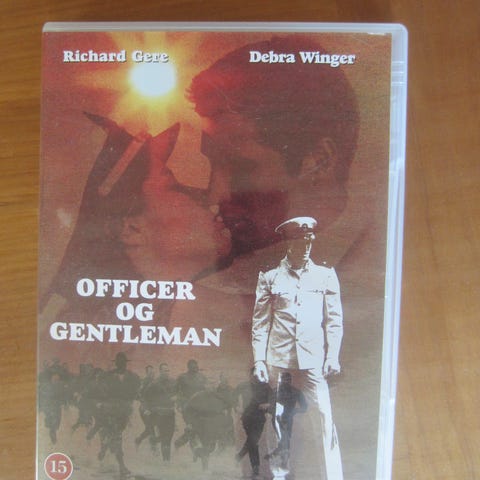 Richard Gere Debra Winger
OFFICER
OG
GENTLEMAN
15